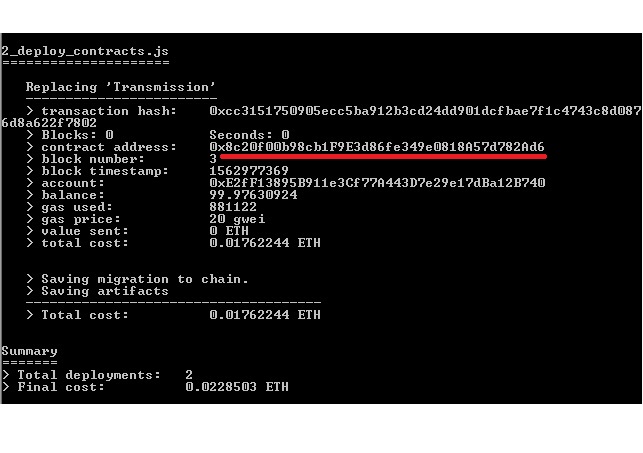 2_deploy_contracts.js
=====================
Replacing 'Transmission'
------------------------
> transaction hash: 0xcc3151750905ecc5ba912b3cd24dd901dcfbae7f1c4743c8d087
6d8a622f7802
> Blocks: 0 Seconds: 0
> contract address: 0x8c20f00b98cb1F9E3d86fe349e0818A57d782Ad6
> block number: 3
> block timestamp: 1562977369
> account: 0xE2fF13895B911e3Cf77A443D7e29e17dBa12B740
> balance: 99.97630924
> gas used: 881122
> gas price: 20 gwei
> value sent: 0 ETH
> total cost: 0.01762244 ETH
> Saving migration to chain.
> Saving artifacts
-------------------------------------
> Total cost: 0.01762244 ETH
Summary
=======
> Total deployments: 2
> Final cost: 0.0228503 ETH